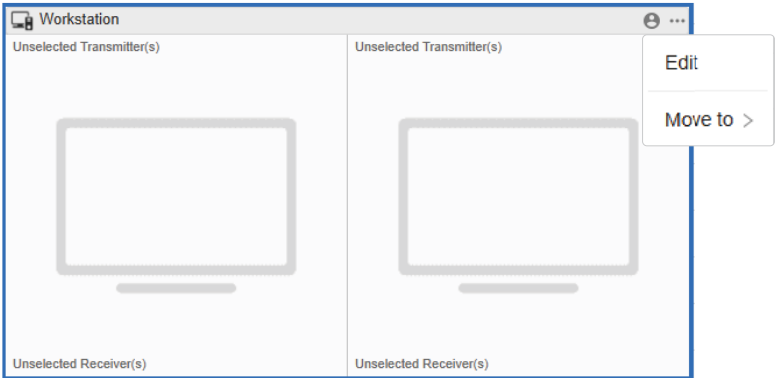 Workstation
Unselected Transmitter(s)
Unselected Transmitter(s)
Edit
Move to >
Unselected Receiver(s)
Unselected Receiver(s)